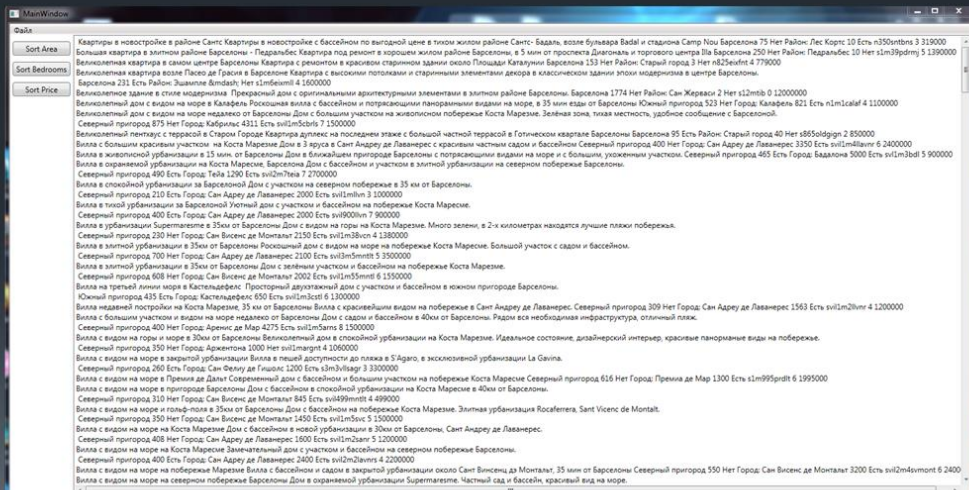 MainWindow
Файл
Sort Area
Sort Bedrooms
Sort Price
Квартиры в новостройке в районе Сантс Квартиры в новостройке с бассейном по выгодной цене в тихом жилом районе Сантс- Бадаль, возле бульвара Badal и стадиона Camp Nou Барселона 75 Нет Район: Лес Кортс 10 Есть n350sntbns 3 319000
Большая квартира в элитном районе Барселоны - Педральбес Квартира под ремонт в хорошем жилом районе Барселоны, в 5 мин от проспекта Диагональ и торгового центра Illa Барселона 250 Нет Район: Педральбес 10 Нет s1m39pdrmj 5 1390000
Великолепная квартира в самом центре Барселоны Квартира с ремонтом в красивом старинном здании около Площади Каталунии Барселона 153 Нет Район: Старый город 3 Нет n825eixfnt 4 779000
Великолепная квартира возле Пасео де Грасия в Барселоне Квартира с высокими потолками и старинными элементами декора в классическом здании эпохи модернизма в центре Барселоны.
Барселона 231 Есть Район: Эшампле &mdash; Нет s1m6eixmll 4 1600000
Великолепное здание в стиле модернизма Прекрасный дом с оригинальными архитектурными элементами в элитном районе Барселоны. Барселона 1774 Нет Район: Сан Жерваси 2 Нет s12mtib 0 12000000
Великолепный дом с видом на море в Калафель Роскошная вилла с бассейном и потрясающими панорамными видами на море, в 35 мин езды от Барселоны Южный пригород 523 Нет Город: Калафель 821 Есть n1m1calaf 4 1100000
Великолепный дом с видом на море недалеко от Барселоны Дом с большим участком на живописном побережье Коста Марезме. Зелёная зона, тихая местность, удобное сообщение с Барселоной.
Северный пригород 875 Нет Город: Кабрильс 4311 Есть svil1m5cbrls 7 1500000
Великолепный пентхаус с террасой в Старом Городе Квартира дуплекс на последнем этаже с большой частной террасой в Готическом квартале Барселоны Барселона 95 Есть Район: Старый город 40 Нет s865oldgign 2 850000
Вилла с большим красивым участком на Коста Марезме Дом в 3 яруса в Сант Андреу де Лаванерес с красивым частным садом и бассейном Северный пригород 400 Нет Город: Сан Адреу де Лаванерес 3350 Есть svil1m4llavnr 6 2400000
Вилла в живописной урбанизации в 15 мин. от Барселоны Дом в ближайшем пригороде Барселоны с потрясающими видами на море и с большим, ухоженным участком. Северный пригород 465 Есть Город: Бадалона 5000 Есть svil1m3bdl 5 900000
Вилла в охраняемой урбанизации на Коста Маресме, Барселона Дом с бассейном и участком в элитной урбанизации на северном побережье Барселоны.
Северный пригород 490 Есть Город: Тейа 1290 Есть svil2m7teia 7 2700000
Вилла в спокойной урбанизации за Барселоной Дом с участком на северном побережье в 35 км от Барселоны.
Северный пригород 210 Есть Город: Сан Адреу де Лаванерес 2000 Есть svil1mllvn 3 1000000
Вилла в тихой урбанизации за Барселоной Уютный дом с участком и бассейном на побережье Коста Маресме.
Северный пригород 400 Есть Город: Сан Адреу де Лаванерес 2000 Есть svil900llvn 7 900000
Вилла в урбанизации Supermaresme в 35км от Барселоны Дом с видом на горы на Коста Марезме. Много зелени, в 2-х километрах находятся лучшие пляжи побережья.
Северный пригород 230 Нет Город: Сан Висенс де Монтальт 2150 Есть svil1m38vcn 4 1380000
Вилла в элитной урбанизации в 35км от Барселоны Роскошный дом с видом на море на побережье Коста Маресме. Большой участок с садом и бассейном.
Северный пригород 700 Нет Город: Сан Адреу де Лаванерес 2100 Есть svil3m5mntlt 5 3500000
Вилла в элитной урбанизации в 35км от Барселоны Дом с зелёным участком и бассейном на побережье Коста Марезме.
Северный пригород 608 Нет Город: Сан Висенс де Монтальт 2002 Есть svil1m55mntl 6 1550000
Вилла на третьей линии моря в Кастельдефелс Просторный двухэтажный дом с участком и бассейном в южном пригороде Барселоны.
Южный пригород 435 Есть Город: Кастельдефелс 650 Есть svil1m3cstl 6 1300000
Вилла недавней постройки на Коста Маресме, 35 км от Барселоны Вилла с красивейшим видом на побережье в Сант Андреу де Лаванерес. Северный пригород 309 Нет Город: Сан Адреу де Лаванерес 1563 Есть svil1m2llvnr 4 1200000
Вилла с большим участком и видом на море недалеко от Барселоны Дом с садом и бассейном в 40км от Барселоны. Рядом вся необходимая инфраструктура, отличный пляж.
Северный пригород 400 Нет Город: Аренис де Мар 4275 Есть svil1m5arns 8 1500000
Вилла с видом на горы и море в 30км от Барселоны Великолепный дом в спокойной урбанизации на Коста Маресме. Идеальное состояние, дизайнерский интерьер, красивые панорманые виды на побережье.
Северный пригород 350 Нет Город: Аржентона 1000 Нет svil1margnt 4 1060000
Вилла с видом на море в закрытой урбанизации Вилла в пешей доступности до пляжа в S'Agaro, в эксклюзивной урбанизации La Gavina.
Северный пригород 260 Есть Город: Сан Фелиу де Гишолс 1200 Есть s3m3vllsagr 3 3300000
Вилла с видом на море в Премия де Дальт Современный дом с бассейном и большим участком на побережье Коста Маресме Северный пригород 616 Нет Город: Премиа де Мар 1300 Есть s1m995prdlt 6 1995000
Вилла с видом на море в пригороде Барселоны Дом с бассейном в спокойной урбанизации на Коста Маресме в 40км от Барселоны.
Северный пригород 310 Нет Город: Сан Висенс де Монтальт 845 Есть svil499mntlt 4 499000
Вилла с видом на море и гольф-поля в 35км от Барселоны Дом с бассейном на побережье Коста Марезме. Элитная урбанизация Rocaferrera, Sant Vicenc de Montalt.
Северный пригород 350 Нет Город: Сан Висенс де Монтальт 1450 Есть svil1m5svc 5 1500000
Вилла с видом на море на Коста Марезме Дом с бассейном в новой урбанизации в 30км от Барселоны, Сант Андреу де Лаванерес.
Северный пригород 408 Нет Город: Сан Адреу де Лаванерес 1600 Есть svil1m2sanr 5 1200000
Вилла с видом на море на Коста Маресме Замечательный дом с участком и бассейном на северном побережье Барселоны.
Северный пригород 400 Есть Город: Сан Адреу де Лаванерес 2400 Есть svil2m2lavnrs 4 2200000
Вилла с видом на море на побережье Маресме Вилла с бассейном и садом в закрытой урбанизации около Сант Винсенц дэ Монтальт, 35 мин от Барселоны Северный пригород 550 Нет Город: Сан Висенс де Монтальт 3200 Есть svil2m4svmont 6 2400
Вилла с видом на море на северном побережье Барселоны Дом в охраняемой урбанизации Supermaresme. Частный сад и бассейн, красивый вид на море.